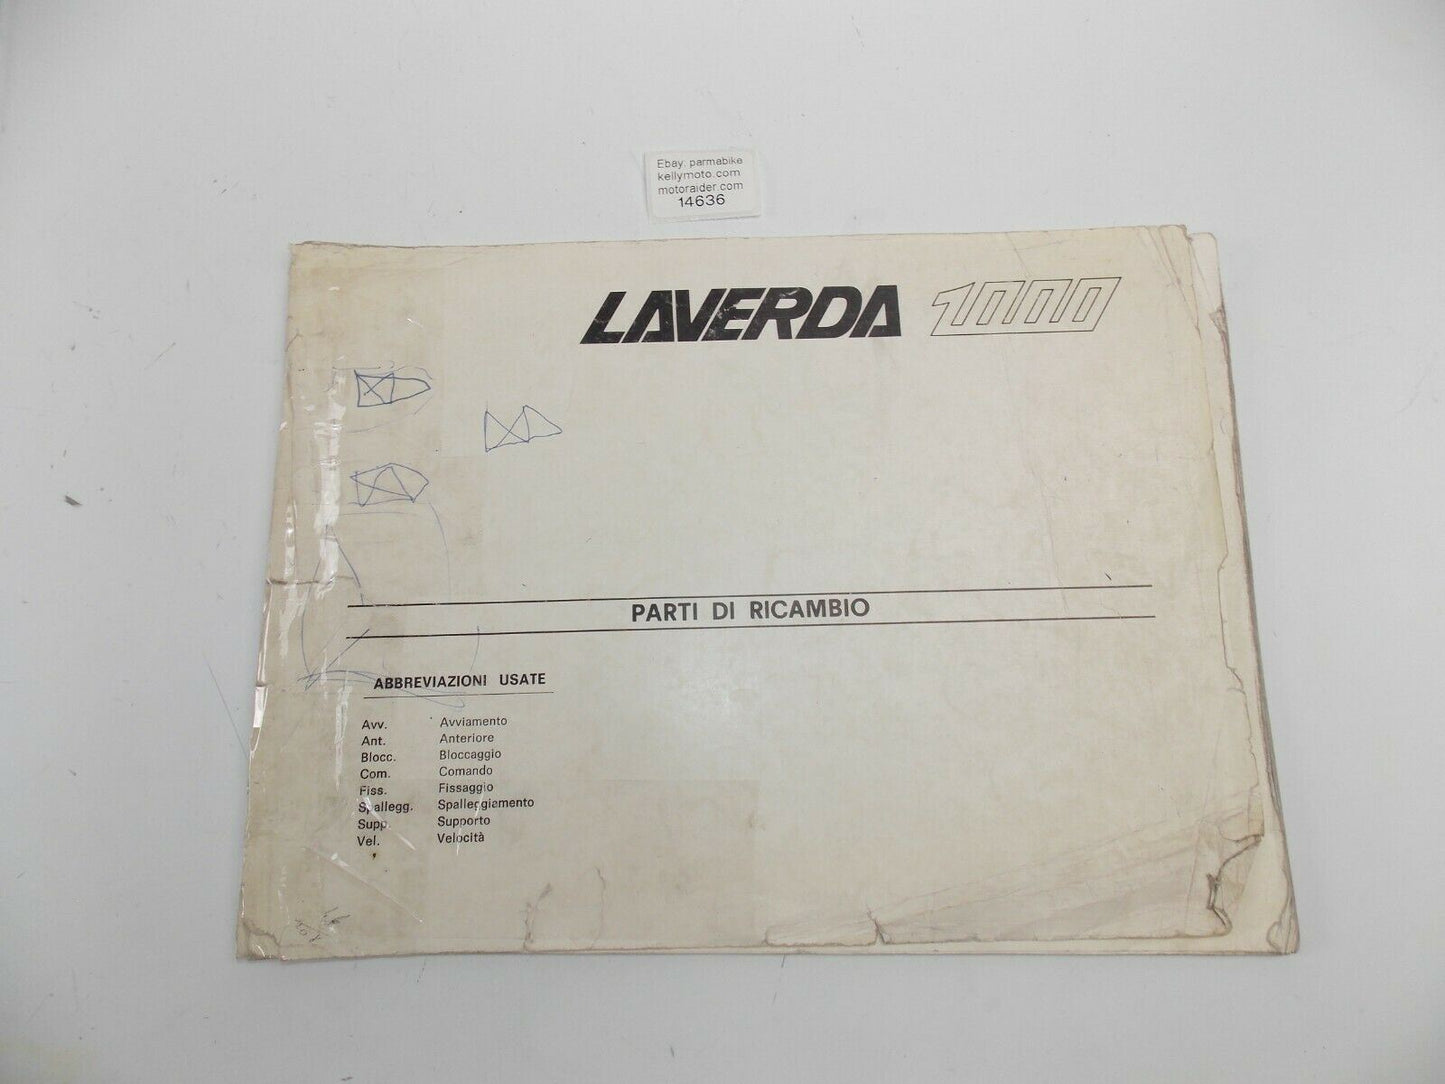 Ebay: parmabike
kellymoto.com
motoraider.com
14636
LAVERDA 1000
PARTI DI RICAMBIO
ABBREVIAZIONI USATE
Avv. Avviamento
Ant. Anteriore
Blocc. Bloccaggio
Com. Comando
Fiss. Fissaggio
Spallegg. Spalleggiamento
Supp. Supporto
Vel. Velocità